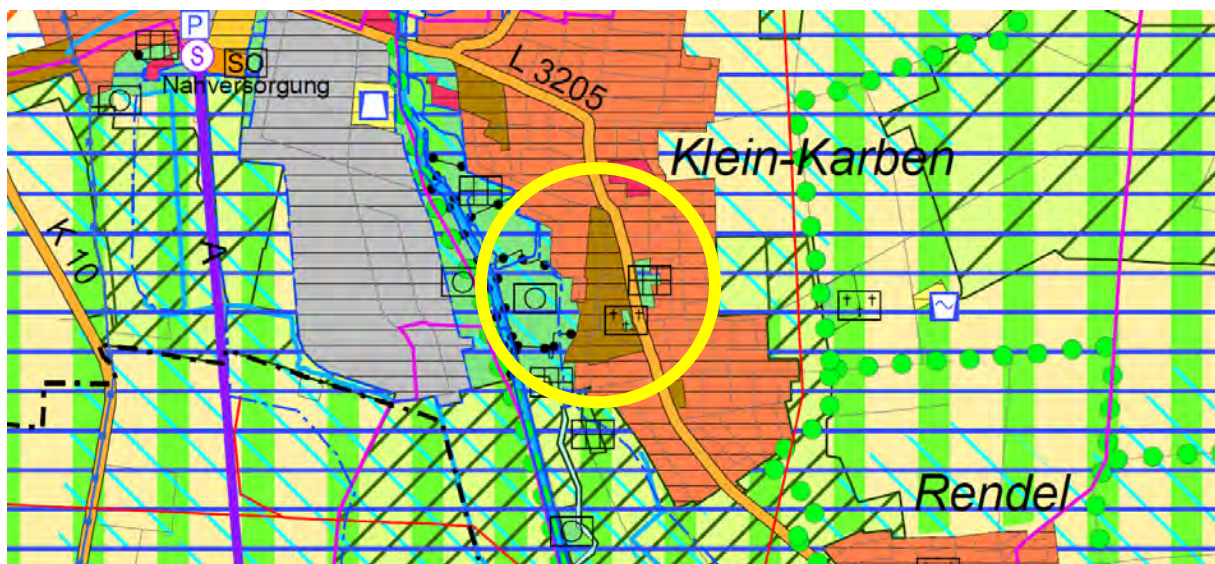 P
S
SO
Nahversorgung
L 3205
Klein-Karben
K 10
A
Rendel